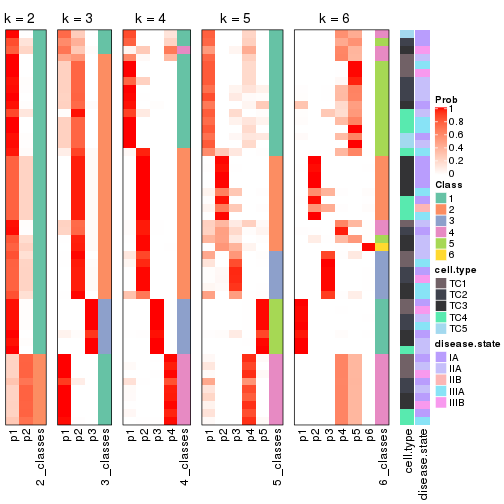 k = 2
k = 3
k = 4
k = 5
k = 6
p1
p2
2_classes
p1
p2
p3
3_classes
p1
p2
p3
p4
4_classes
p1
p2
p3
p4
p5
5_classes
p1
p2
p3
p4
p5
p6
6_classes
cell.type
disease.state
Prob
1
0.8
0.6
0.4
0.2
0
Class
1
2
3
4
5
6
cell.type
TC1
TC2
TC3
TC4
TC5
disease.state
IA
IIA
IIB
IIIA
IIIB